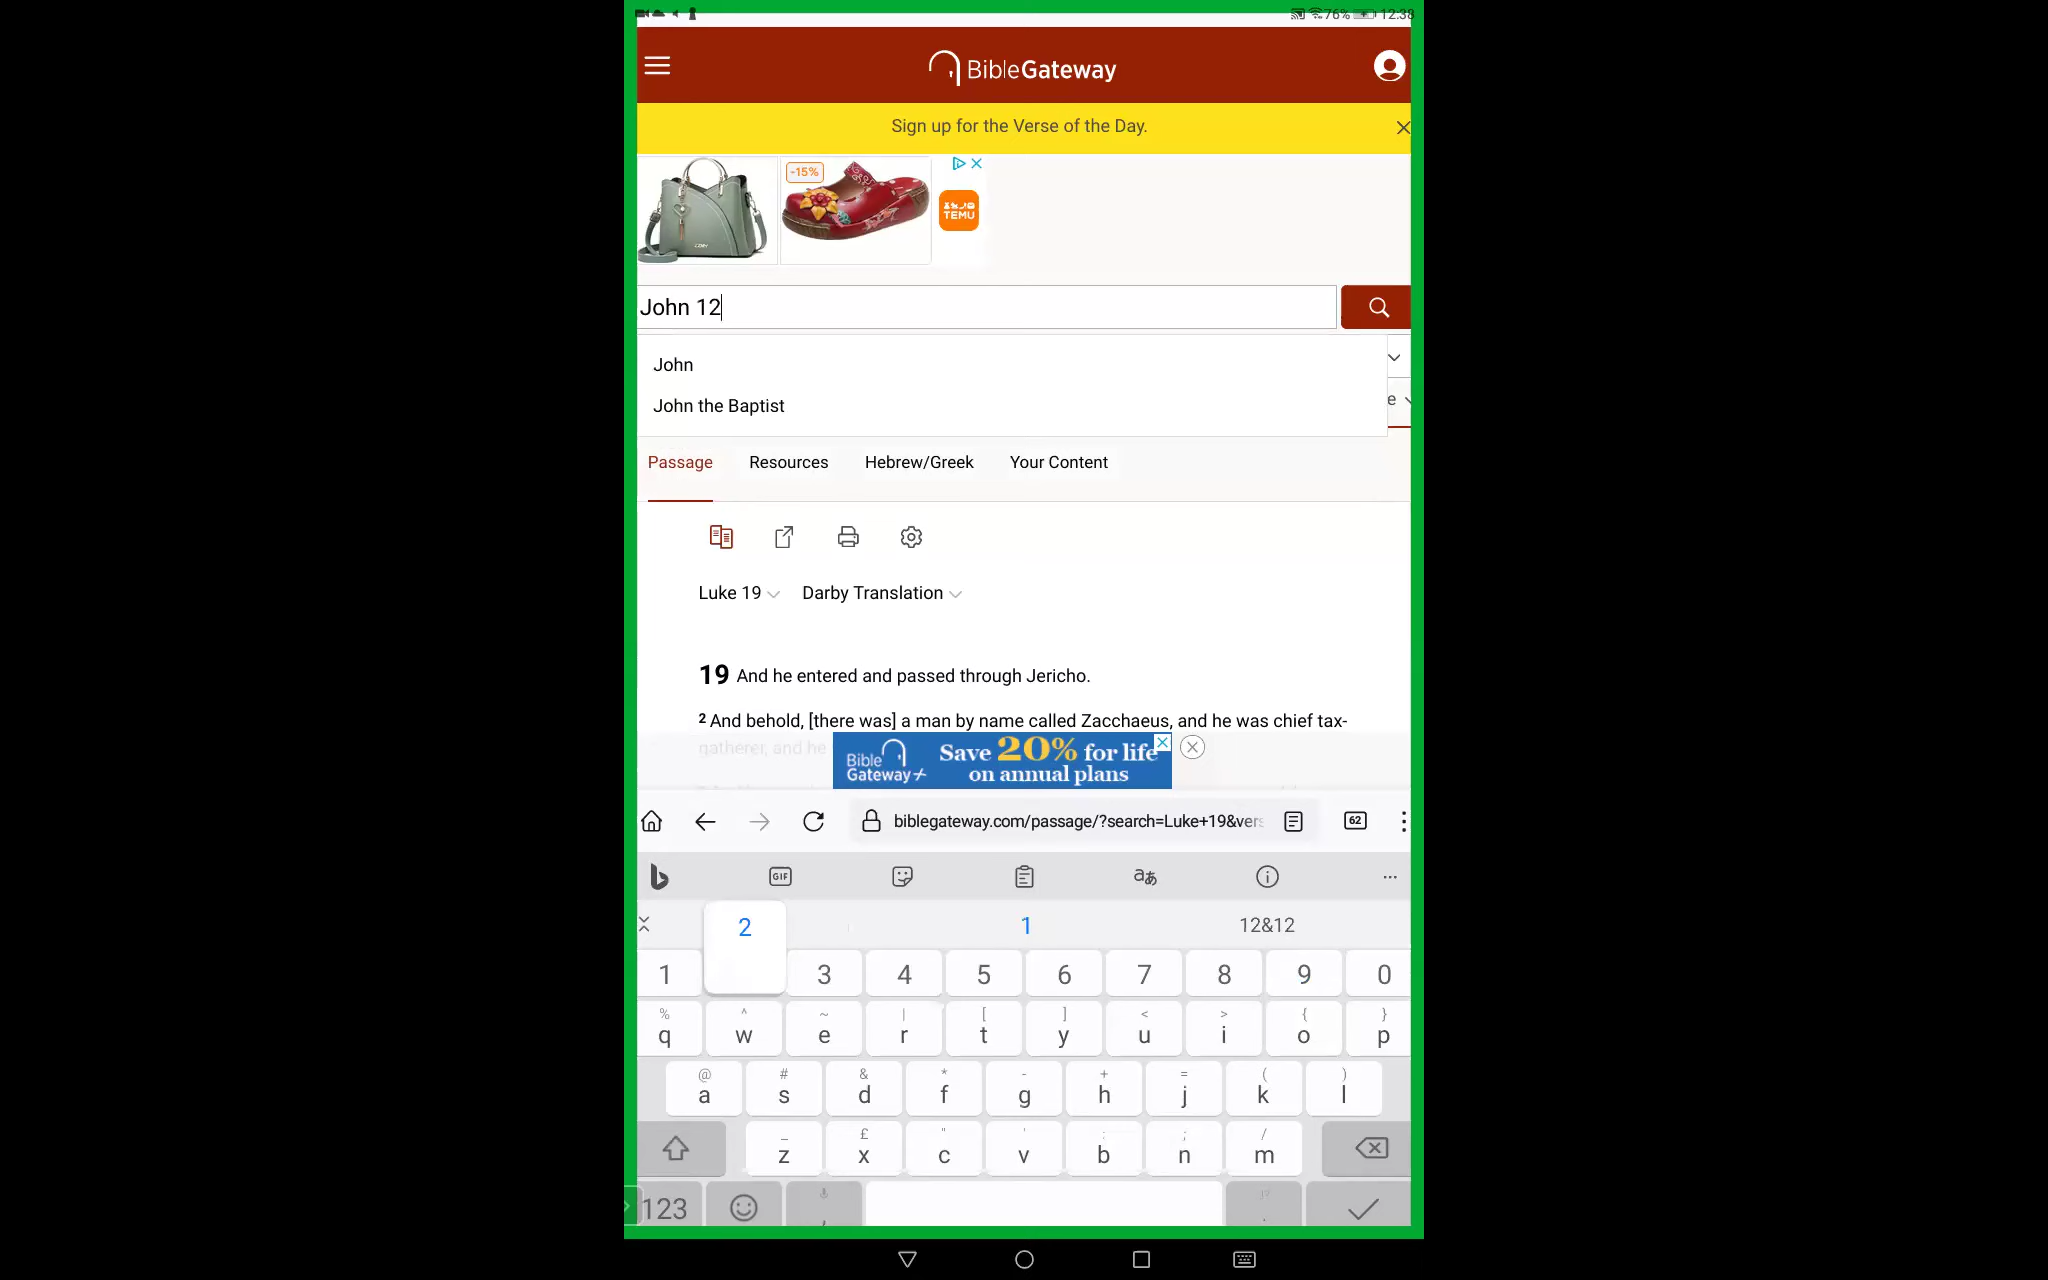 76% 12:38
BibleGateway
Sign up for the Verse of the Day.
-15%
TEMU
John 12
John
John the Baptist
e
Passage Resources Hebrew/Greek Your Content
Luke 19 Darby Translation
19 And he entered and passed through Jericho.
2 And behold, [there was] a man by name called Zacchaeus, and he was chief tax-
gatherer, and he
Bible Gateway+ Save 20% for life on annual plans
biblegateway.com/passage/?search=Luke+19&vers
62
GIF
2 1 12&12
1 3 4 5 6 7 8 9 0
% ^ ~ | [ ] < > { }
q w e r t y u i o p
@ # & * - + = ( )
a s d f g h j k l
_ £ " ' : ; /
z x c v b n m
123 , .